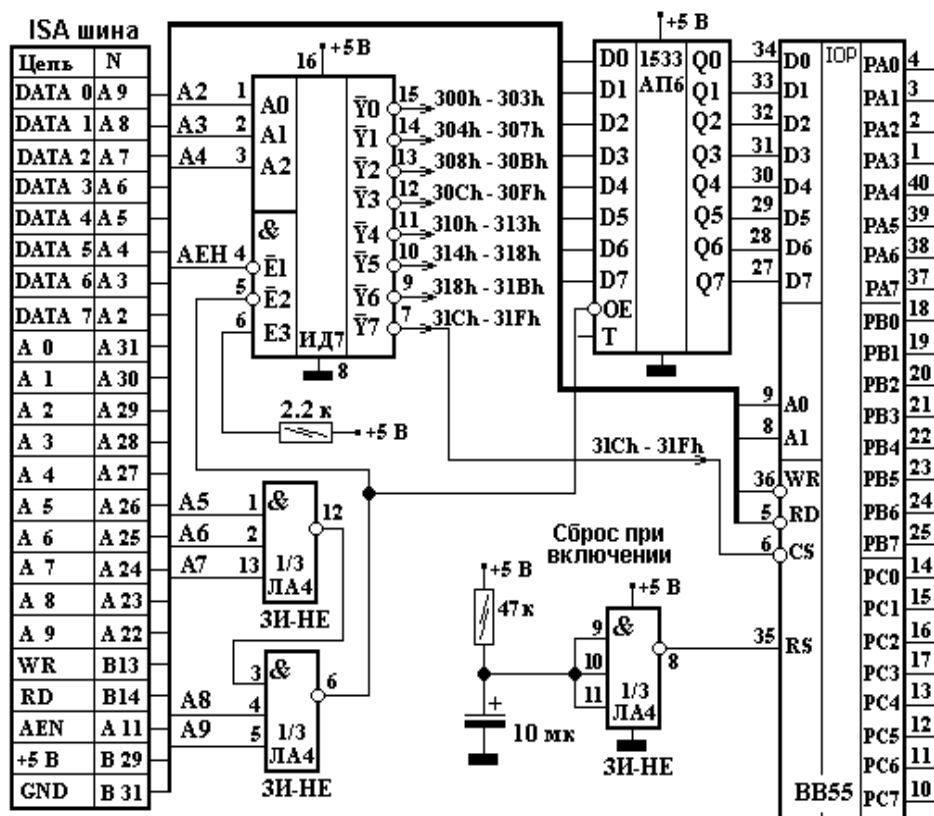 ISA шина
Цепь N
DATA 0 A 9
DATA 1 A 8
DATA 2 A 7
DATA 3 A 6
DATA 4 A 5
DATA 5 A 4
DATA 6 A 3
DATA 7 A 2
A 0 A 31
A 1 A 30
A 2 A 29
A 3 A 28
A 4 A 27
A 5 A 26
A 6 A 25
A 7 A 24
A 8 A 23
A 9 A 22
WR B13
RD B14
AEN A 11
+5 В B 29
GND B 31
+5 В
16
A2 1 A0
A3 2 A1
A4 3 A2
&
AEH 4 E1
5 E2
6 E3
ИД7
8
Y0 15 300h - 303h
Y1 14 304h - 307h
Y2 13 308h - 30Bh
Y3 12 30Ch - 30Fh
Y4 11 310h - 313h
Y5 10 314h - 318h
Y6 9 318h - 31Bh
Y7 7 31Ch - 31Fh
2.2 к
+5 В
A5 1 & 12
A6 2
A7 13 1/3
ЛА4
3И-НЕ
3 & 6
A8 4
A9 5 1/3
ЛА4
3И-НЕ
+5 В
1533
АП6
D0 Q0 34
D1 Q1 33
D2 Q2 32
D3 Q3 31
D4 Q4 30
D5 Q5 29
D6 Q6 28
D7 Q7 27
OE
T
31Ch - 31Fh
Сброс при
включении
+5 В
47к
+
10 мк
+5 В
9 &
10 8
11 1/3
ЛА4
3И-НЕ
IOP
D0
D1
D2
D3
D4
D5
D6
D7
9 A0
8 A1
36 WR
5 RD
6 CS
35 RS
BB55
PA0 4
PA1 3
PA2 2
PA3 1
PA4 40
PA5 39
PA6 38
PA7 37
PB0 18
PB1 19
PB2 20
PB3 21
PB4 22
PB5 23
PB6 24
PB7 25
PC0 14
PC1 15
PC2 16
PC3 17
PC4 13
PC5 12
PC6 11
PC7 10